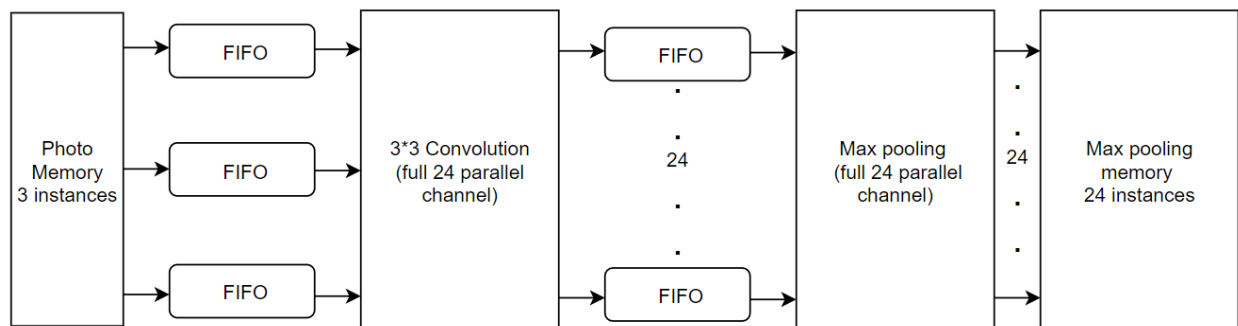 Photo
Memory
3 instances
FIFO
FIFO
FIFO
3*3 Convolution
(full 24 parallel
channel)
FIFO
24
FIFO
Max pooling
(full 24 parallel
channel)
24
Max pooling
memory
24 instances